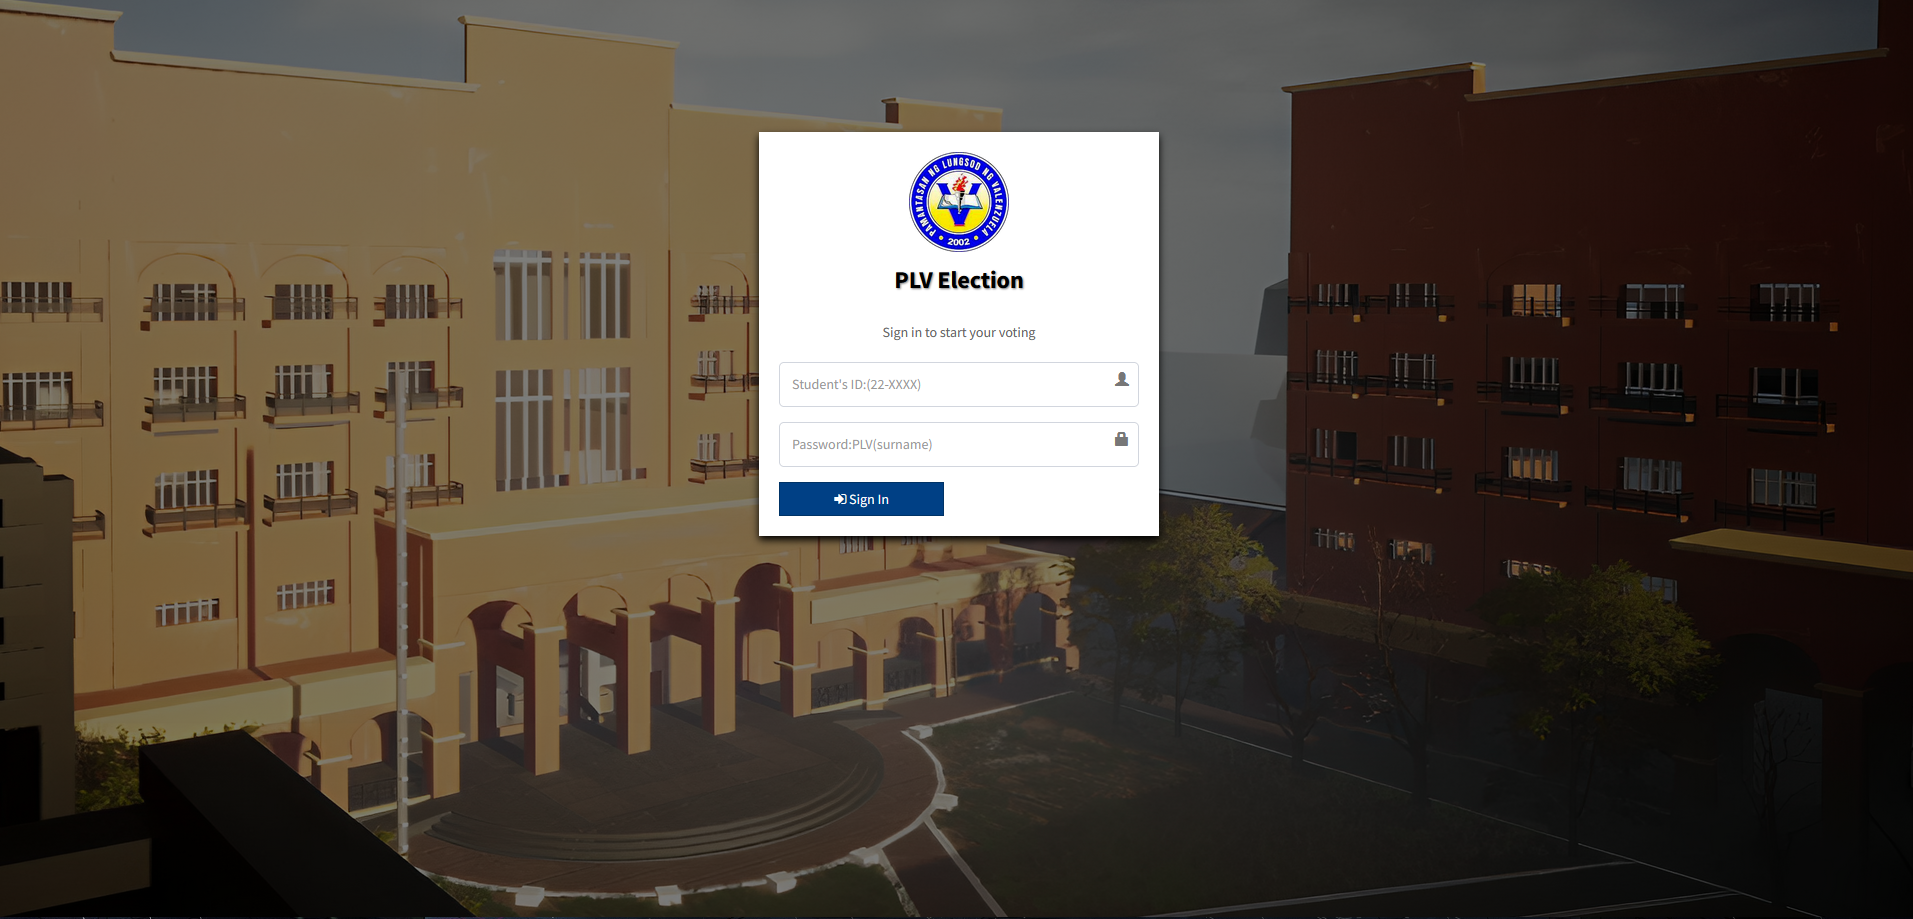 PAMANTASAN NG LUNGSOD NG VALENZUELA
2002
PLV Election
Sign in to start your voting
Student's ID:(22-XXXX)
Password:PLV(surname)
Sign In